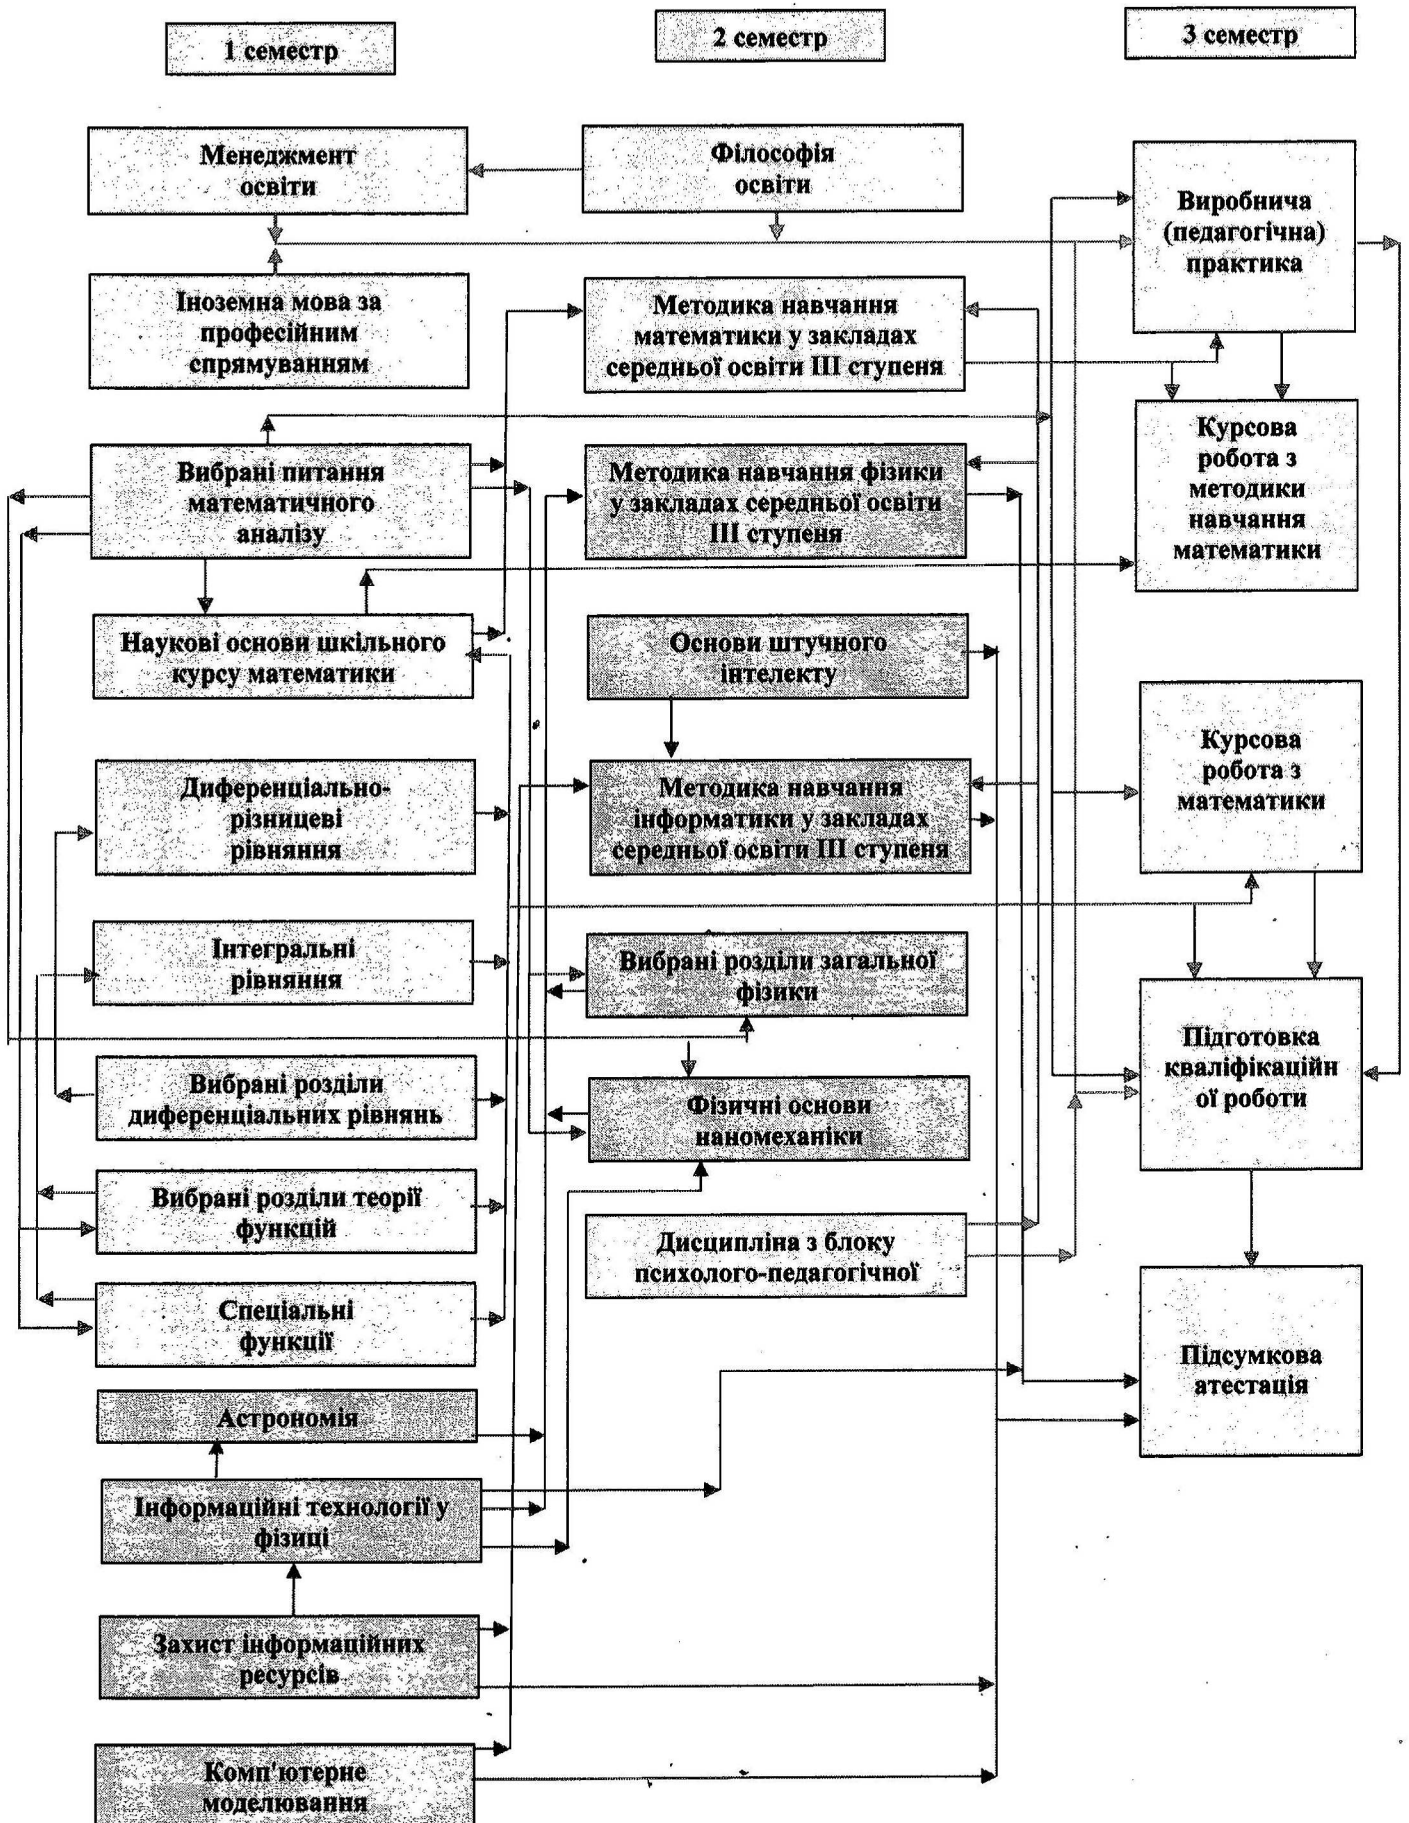 1 семестр
2 семестр
3 семестр
Менеджмент
освіти
Філософія
освіти
Виробнича
(педагогічна)
практика
Іноземна мова за
професійним
спрямуванням
Методика навчання
математики у закладах
середньої освіти ІІІ ступеня
Вибрані питання
математичного
аналізу
Методика навчання фізики
у закладах середньої освіти
ІІІ ступеня
Курсова
робота з
методики
навчання
математики
Наукові основи шкільного
курсу математики
Основи штучного
інтелекту
Курсова
робота з
математики
Диференціально-
різницеві
рівняння
Методика навчання
інформатики у закладах
середньої освіти ІІІ ступеня
Інтегральні
рівняння
Вибрані розділи загальної
фізики
Підготовка
кваліфікаційн
ої роботи
Вибрані розділи
диференціальних рівнянь
Фізичні основи
наномеханіки
Вибрані розділи теорії
функцій
Дисципліна з блоку
психолого-педагогічної
Спеціальні
функції
Підсумкова
атестація
Астрономія
Інформаційні технології у
фізиці
Захист інформаційних
ресурсів
Комп'ютерне
моделювання